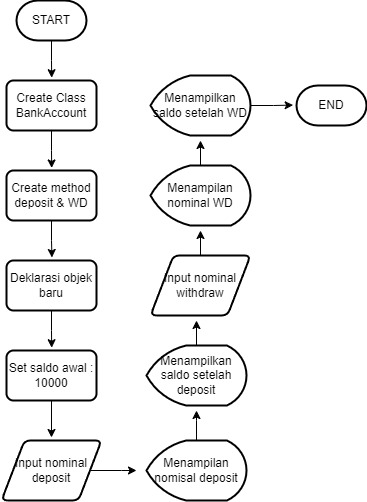 START
Create Class
BankAccount
Create method
deposit & WD
Deklarasi objek
baru
Set saldo awal :
10000
Input nominal
deposit
Menampilan
nomisal deposit
Menampilkan
saldo setelah
deposit
Input nominal
withdraw
Menampilan
nominal WD
Menampilkan
saldo setelah WD
END